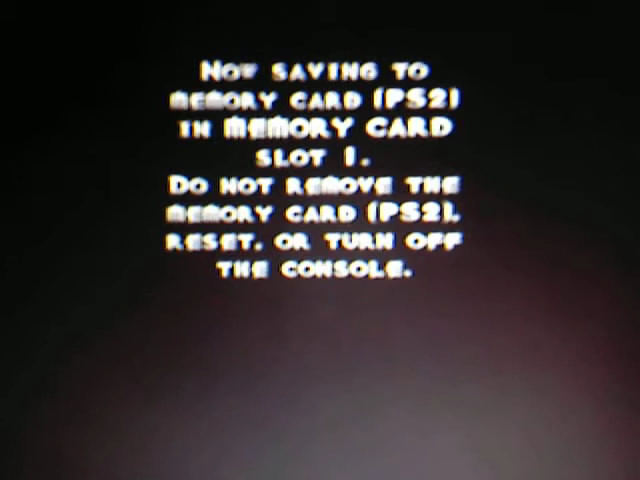 Now saving to
memory card (PS2)
in MEMORY CARD
slot 1.
Do not remove the
memory card (PS2),
reset, or turn off
the console.